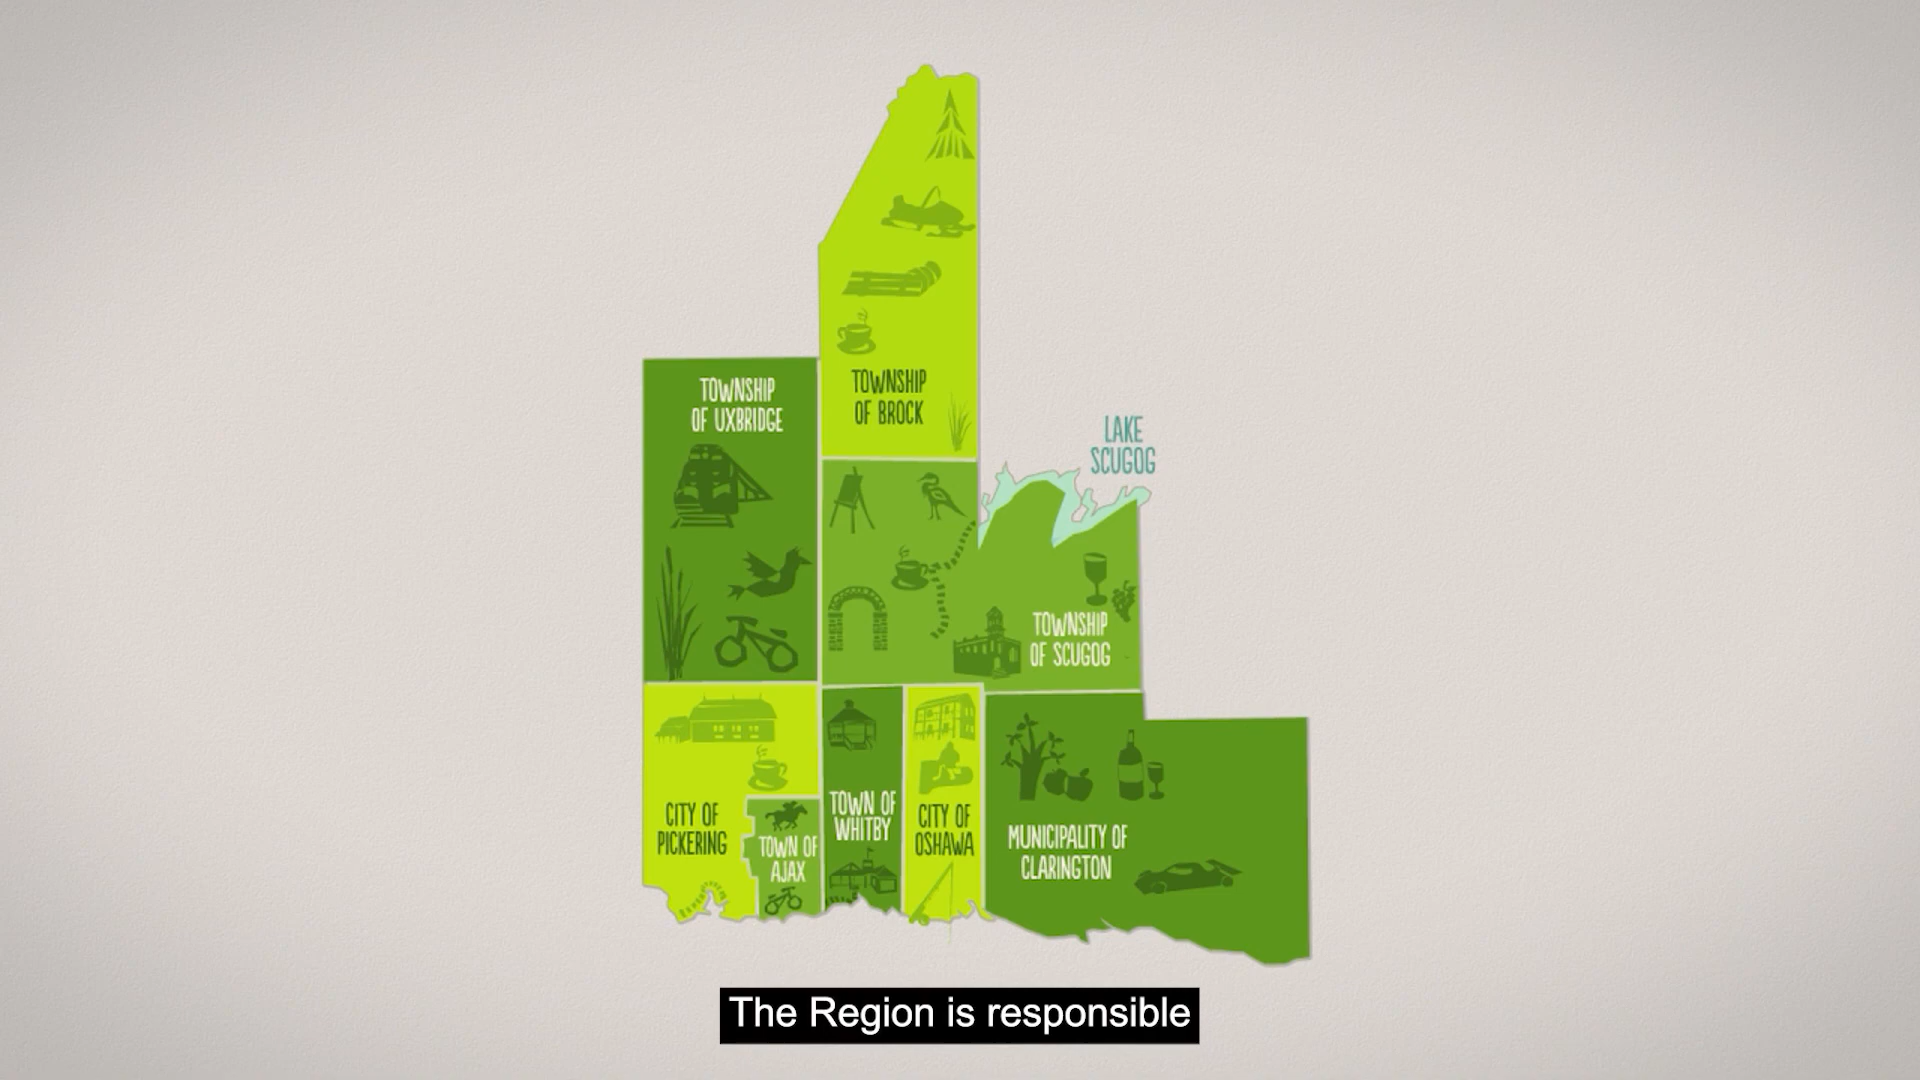 TOWNSHIP
OF UXBRIDGE
TOWNSHIP
OF BROCK
LAKE
SCUGOG
TOWNSHIP
OF SCUGOG
CITY OF
PICKERING
TOWN OF
AJAX
TOWN OF
WHITBY
CITY OF
OSHAWA
MUNICIPALITY OF
CLARINGTON
The Region is responsible